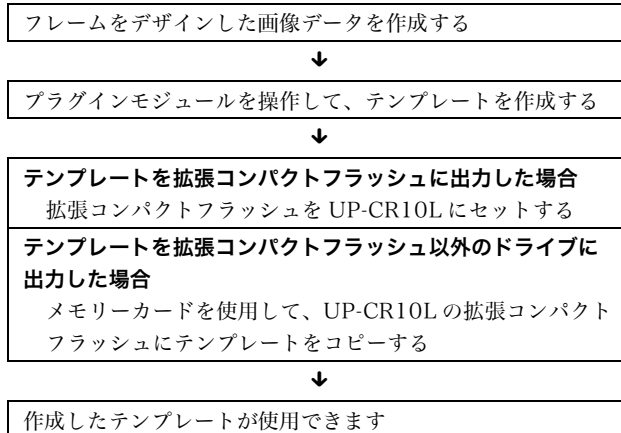 フレームをデザインした画像データを作成する
↓
プラグインモジュールを操作して、テンプレートを作成する
↓
テンプレートを拡張コンパクトフラッシュに出力した場合
拡張コンパクトフラッシュを UP-CR10L にセットする
テンプレートを拡張コンパクトフラッシュ以外のドライブに
出力した場合
メモリーカードを使用して、UP-CR10L の拡張コンパクト
フラッシュにテンプレートをコピーする
↓
作成したテンプレートが使用できます